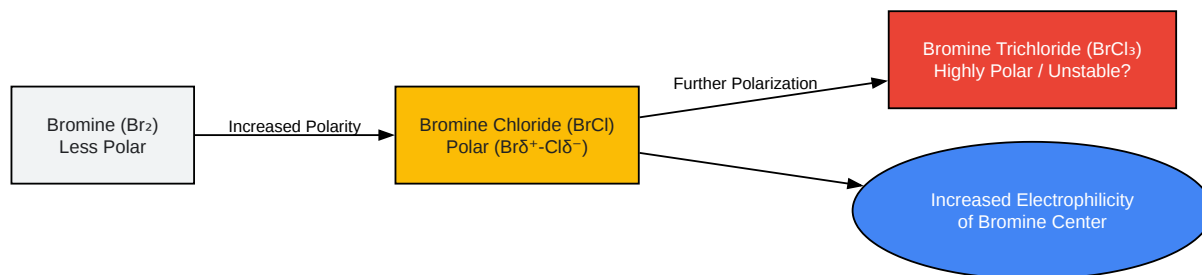 Bromine (Br₂)
Less Polar
Increased Polarity
Bromine Chloride (BrCl)
Polar (Brδ⁺-Clδ⁻)
Further Polarization
Bromine Trichloride (BrCl₃)
Highly Polar / Unstable?
Increased Electrophilicity
of Bromine Center